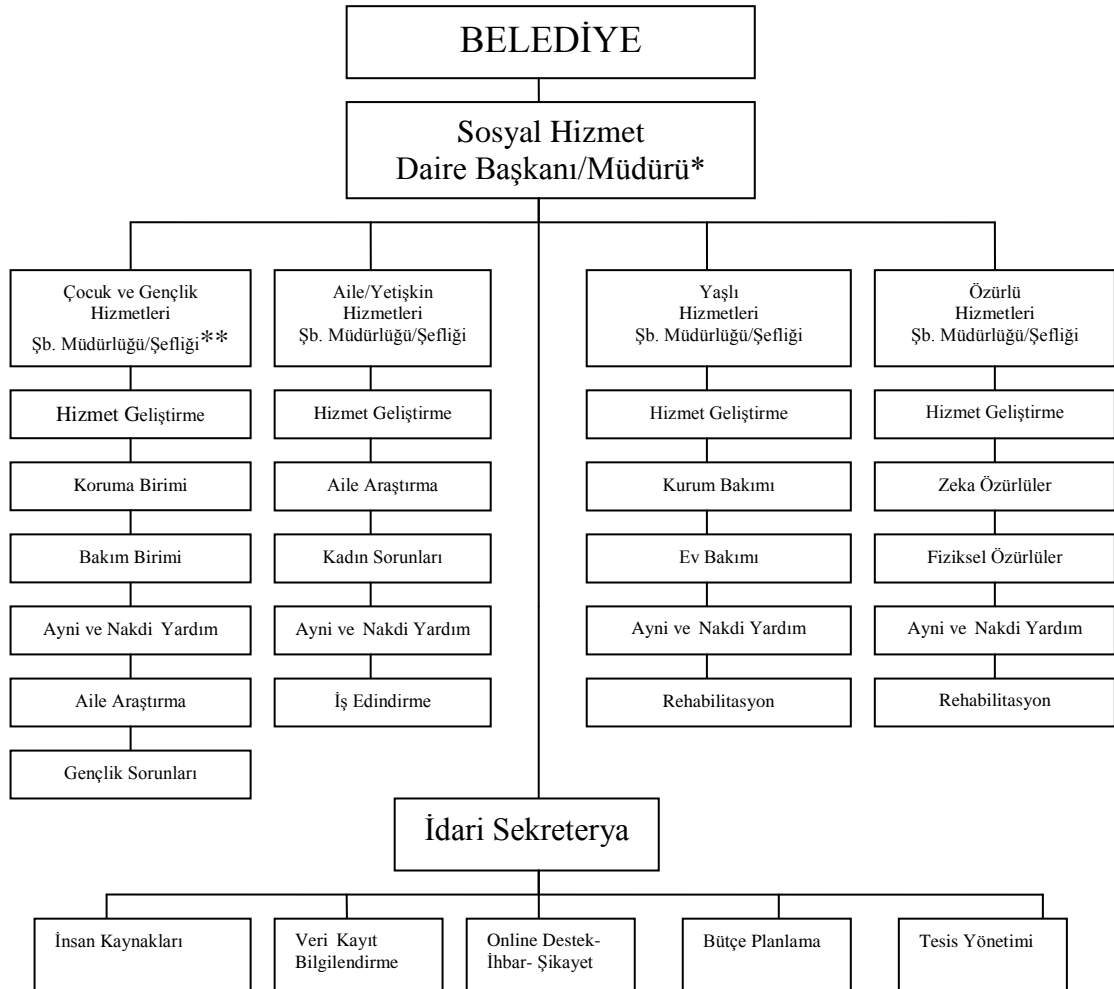 BELEDİYE
Sosyal Hizmet
Daire Başkanı/Müdürü*
Çocuk ve Gençlik
Hizmetleri
Şb. Müdürlüğü/Şefliği**
Hizmet Geliştirme
Koruma Birimi
Bakım Birimi
Ayni ve Nakdi Yardım
Aile Araştırma
Gençlik Sorunları
Aile/Yetişkin
Hizmetleri
Şb. Müdürlüğü/Şefliği
Hizmet Geliştirme
Aile Araştırma
Kadın Sorunları
Ayni ve Nakdi Yardım
İş Edindirme
Yaşlı
Hizmetleri
Şb. Müdürlüğü/Şefliği
Hizmet Geliştirme
Kurum Bakımı
Ev Bakımı
Ayni ve Nakdi Yardım
Rehabilitasyon
Özürlü
Hizmetleri
Şb. Müdürlüğü/Şefliği
Hizmet Geliştirme
Zeka Özürlüler
Fiziksel Özürlüler
Ayni ve Nakdi Yardım
Rehabilitasyon
İdari Sekreterya
İnsan Kaynakları
Veri Kayıt
Bilgilendirme
Online Destek-
İhbar- Şikayet
Bütçe Planlama
Tesis Yönetimi